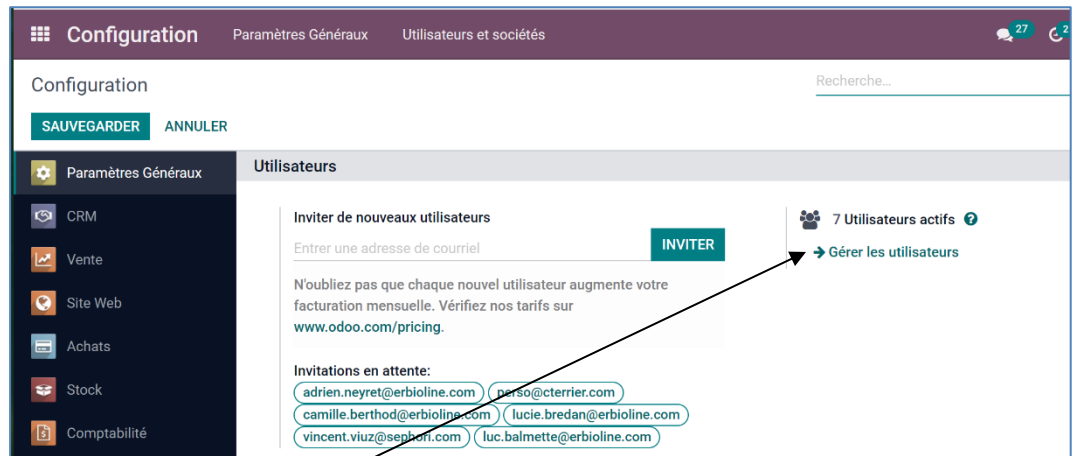 Configuration Paramètres Généraux Utilisateurs et sociétés 27 2
Configuration Recherche...
SAUVEGARDER ANNULER
Paramètres Généraux
CRM
Vente
Site Web
Achats
Stock
Comptabilité
Utilisateurs
Inviter de nouveaux utilisateurs
Entrer une adresse de courriel INVITER
N'oubliez pas que chaque nouvel utilisateur augmente votre
facturation mensuelle. Vérifiez nos tarifs sur
www.odoo.com/pricing.
Invitations en attente:
adrien.neyret@erbioline.com perso@cterrier.com
camille.berthod@erbioline.com lucie.bredan@erbioline.com
vincent.viuz@sephori.com luc.balmette@erbioline.com
7 Utilisateurs actifs ?
Gérer les utilisateurs